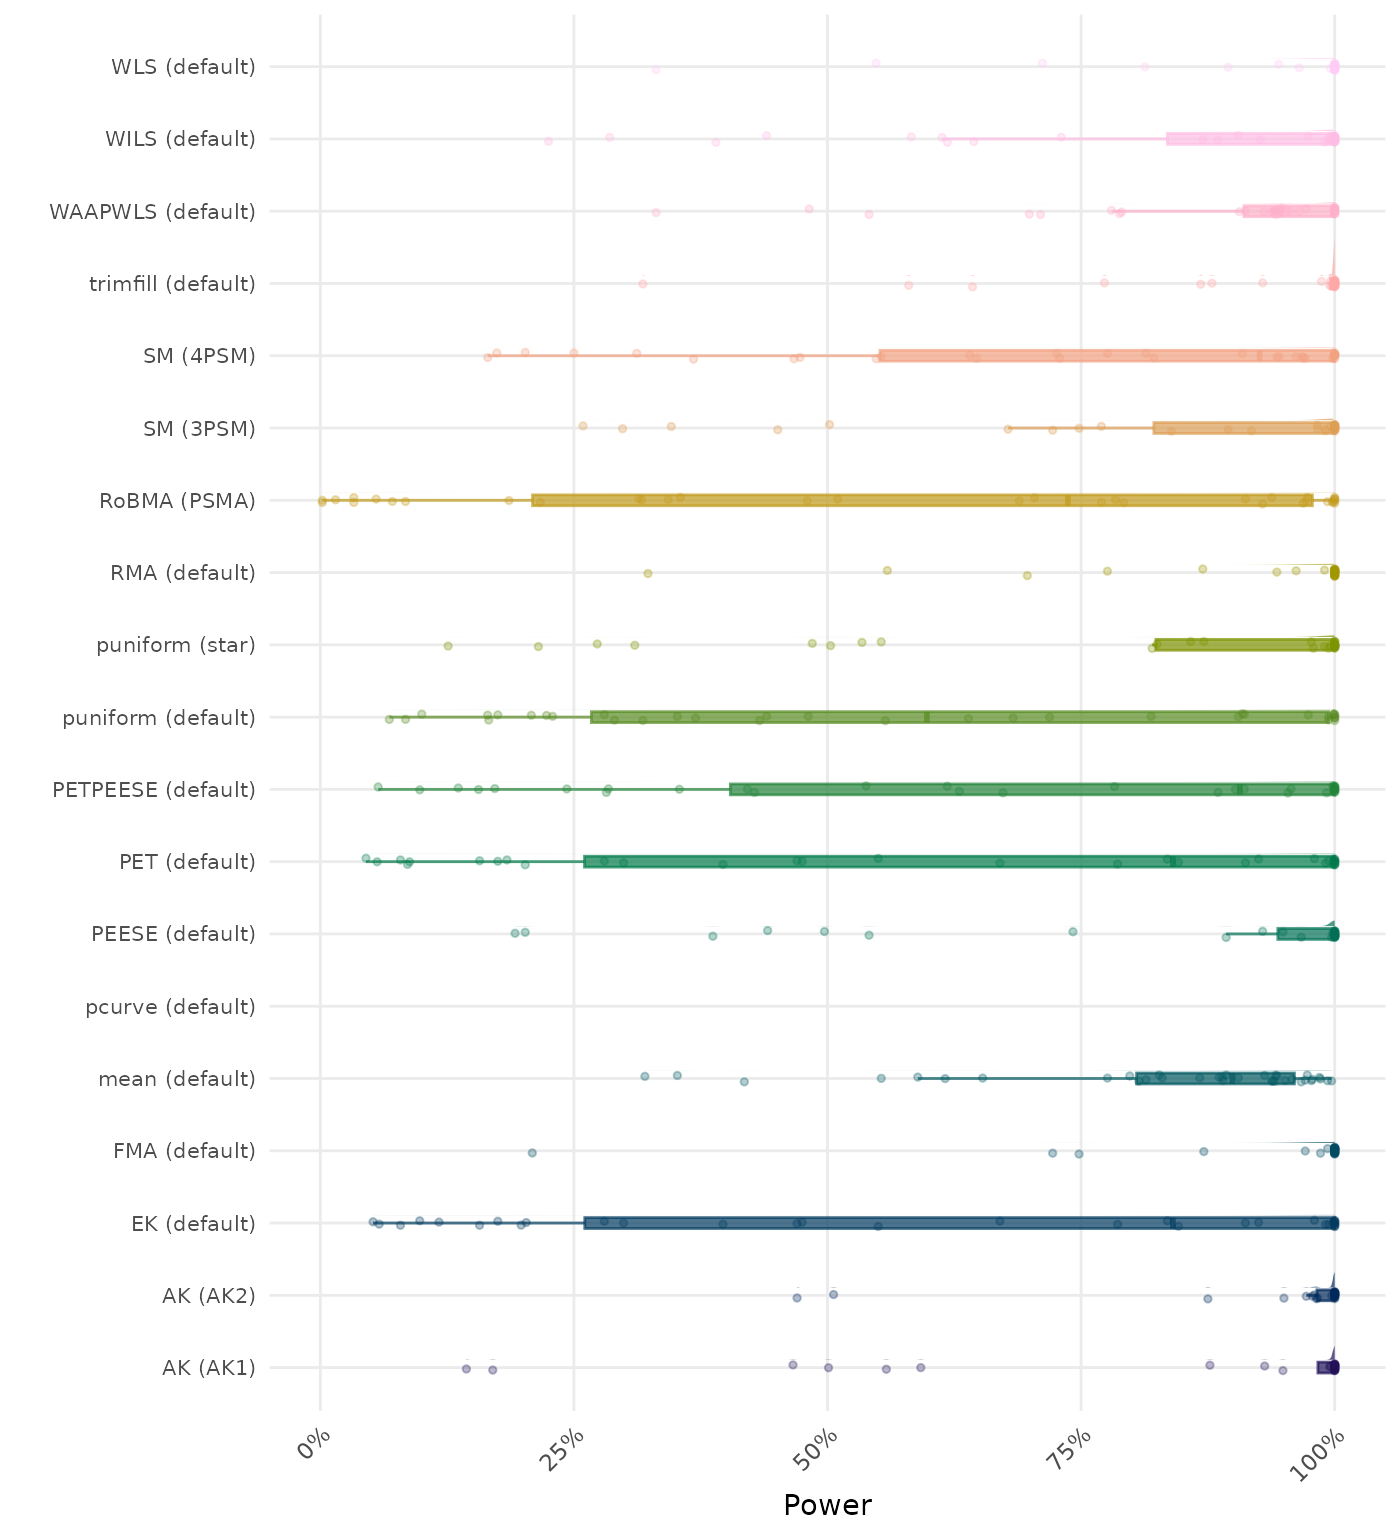 WLS (default)
WILS (default)
WAAPWLS (default)
trimfill (default)
SM (4PSM)
SM (3PSM)
RoBMA (PSMA)
RMA (default)
puniform (star)
puniform (default)
PETPEESE (default)
PET (default)
PEESE (default)
pcurve (default)
mean (default)
FMA (default)
EK (default)
AK (AK2)
AK (AK1)
0% 25% 50% 75% 100%
Power